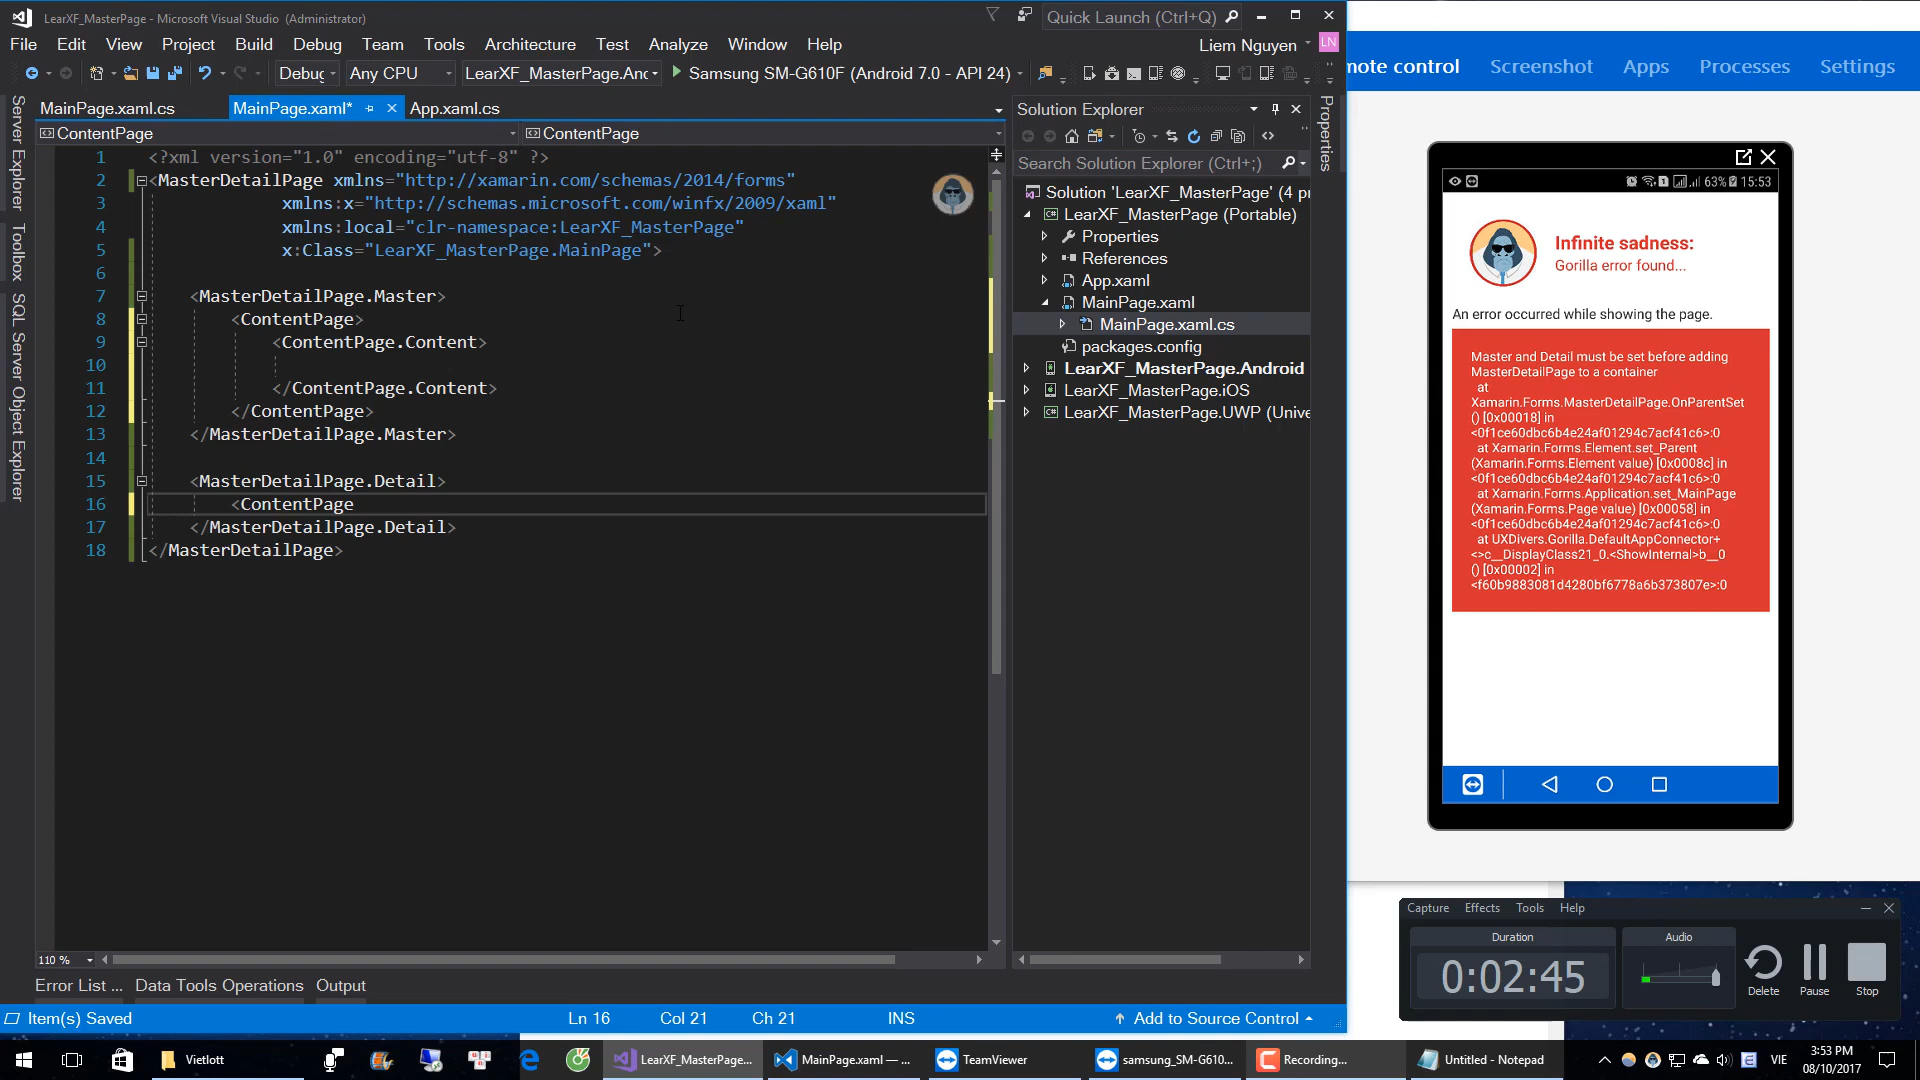 LearXF_MasterPage - Microsoft Visual Studio (Administrator)
Quick Launch (Ctrl+Q)
File Edit View Project Build Debug Team Tools Architecture Test Analyze Window Help
Liem Nguyen LN
Debug Any CPU LearXF_MasterPage.Anc Samsung SM-G610F (Android 7.0 - API 24)
MainPage.xaml.cs MainPage.xaml* App.xaml.cs
ContentPage ContentPage
1 <?xml version="1.0" encoding="utf-8" ?>
2 <MasterDetailPage xmlns="http://xamarin.com/schemas/2014/forms"
3 xmlns:x="http://schemas.microsoft.com/winfx/2009/xaml"
4 xmlns:local="clr-namespace:LearXF_MasterPage"
5 x:Class="LearXF_MasterPage.MainPage">
6
7 <MasterDetailPage.Master>
8 <ContentPage>
9 <ContentPage.Content>
10
11 </ContentPage.Content>
12 </ContentPage>
13 </MasterDetailPage.Master>
14
15 <MasterDetailPage.Detail>
16 <ContentPage
17 </MasterDetailPage.Detail>
18 </MasterDetailPage>
Server Explorer
Toolbox
SQL Server Object Explorer
110 %
Error List ... Data Tools Operations Output
Item(s) Saved Ln 16 Col 21 Ch 21 INS Add to Source Control
Solution Explorer
Properties
Search Solution Explorer (Ctrl+;)
Solution 'LearXF_MasterPage' (4 pr
LearXF_MasterPage (Portable)
Properties
References
App.xaml
MainPage.xaml
MainPage.xaml.cs
packages.config
LearXF_MasterPage.Android
LearXF_MasterPage.iOS
LearXF_MasterPage.UWP (Unive
mote control Screenshot Apps Processes Settings
63% 15:53
Infinite sadness:
Gorilla error found...
An error occurred while showing the page.
Master and Detail must be set before adding
MasterDetailPage to a container
at
Xamarin.Forms.MasterDetailPage.OnParentSet
() [0x00018] in
<0f1ce60dbc6b4e24af01294c7acf41c6>:0
at Xamarin.Forms.Element.set_Parent
(Xamarin.Forms.Element value) [0x0008c] in
<0f1ce60dbc6b4e24af01294c7acf41c6>:0
at Xamarin.Forms.Application.set_MainPage
(Xamarin.Forms.Page value) [0x00058] in
<0f1ce60dbc6b4e24af01294c7acf41c6>:0
at UXDivers.Gorilla.DefaultAppConnector+
<>c__DisplayClass21_0.<ShowInternal>b__0
() [0x00002] in
<f60b9883081d4280bf6778a6b373807e>:0
Capture Effects Tools Help
Duration Audio
0:02:45
Delete Pause Stop
Vietlott LearXF_MasterPage... MainPage.xaml — ... TeamViewer samsung_SM-G610... Recording... Untitled - Notepad VIE 3:53 PM
08/10/2017